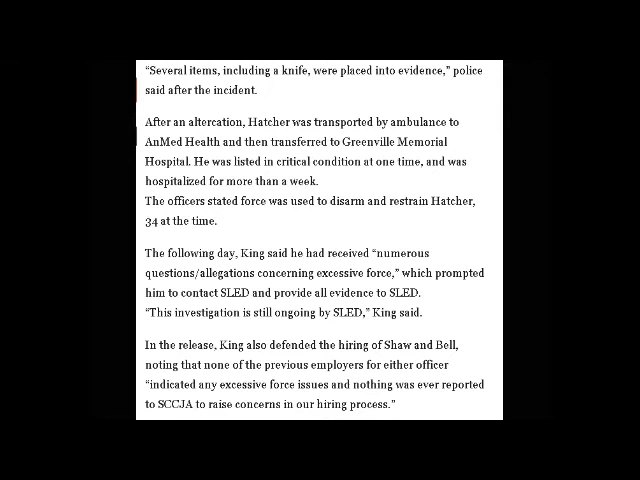 “Several items, including a knife, were placed into evidence,” police
said after the incident.
After an altercation, Hatcher was transported by ambulance to
AnMed Health and then transferred to Greenville Memorial
Hospital. He was listed in critical condition at one time, and was
hospitalized for more than a week.
The officers stated force was used to disarm and restrain Hatcher,
34 at the time.
The following day, King said he had received “numerous
questions/allegations concerning excessive force,” which prompted
him to contact SLED and provide all evidence to SLED.
“This investigation is still ongoing by SLED,” King said.
In the release, King also defended the hiring of Shaw and Bell,
noting that none of the previous employers for either officer
“indicated any excessive force issues and nothing was ever reported
to SCCJA to raise concerns in our hiring process.”